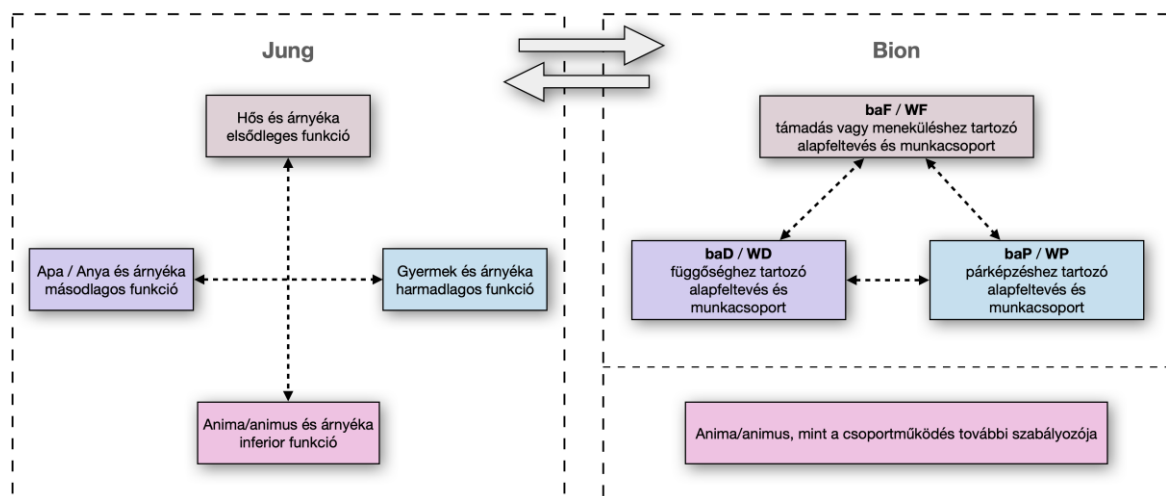 Jung
Hős és árnyéka
elsődleges funkció
Apa / Anya és árnyéka
másodlagos funkció
Gyermek és árnyéka
harmadlagos funkció
Anima/animus és árnyéka
inferior funkció
Bion
baF / WF
támadás vagy meneküléshez tartozó
alapfeltevés és munkacsoport
baD / WD
függőséghez tartozó
alapfeltevés és
munkacsoport
baP / WP
párképzéshez tartozó
alapfeltevés és
munkacsoport
Anima/animus, mint a csoportműködés további szabályozója